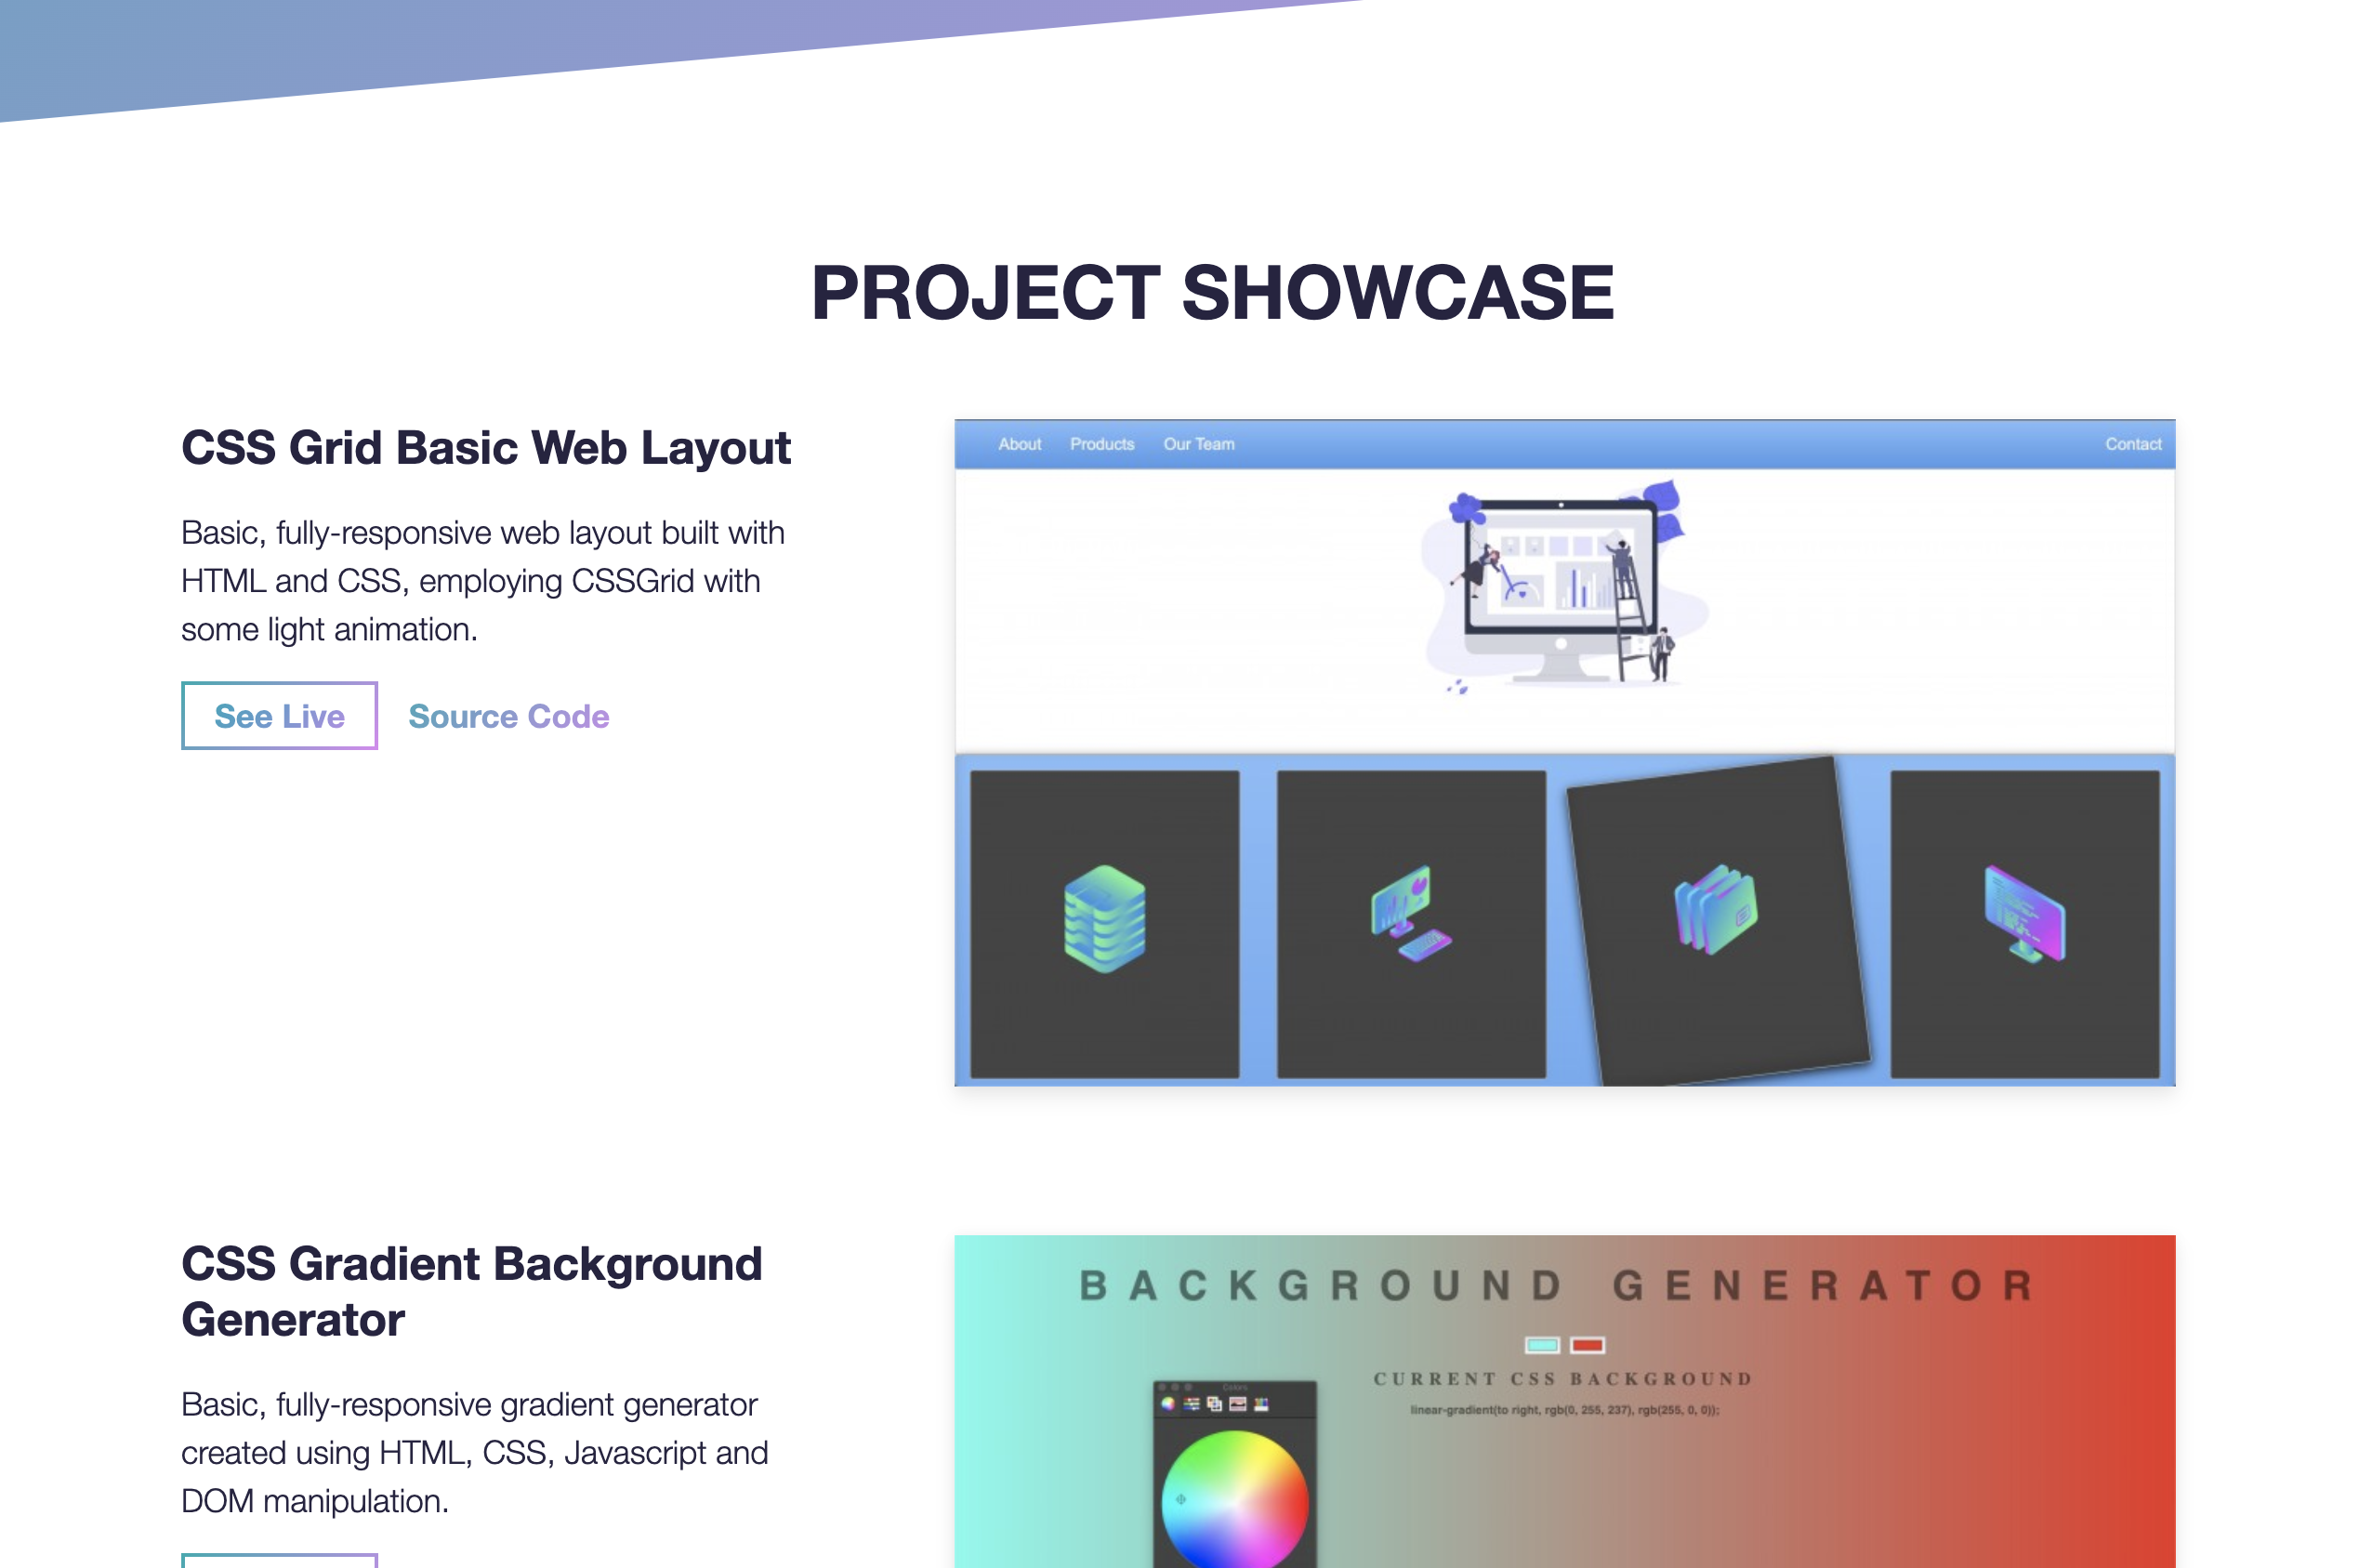 PROJECT SHOWCASE
CSS Grid Basic Web Layout
Basic, fully-responsive web layout built with
HTML and CSS, employing CSSGrid with
some light animation.
See Live Source Code
About Products Our Team Contact
CSS Gradient Background
Generator
Basic, fully-responsive gradient generator
created using HTML, CSS, Javascript and
DOM manipulation.
BACKGROUND GENERATOR
CURRENT CSS BACKGROUND
linear-gradient(to right, rgb(0, 255, 237), rgb(255, 0, 0));
Colors